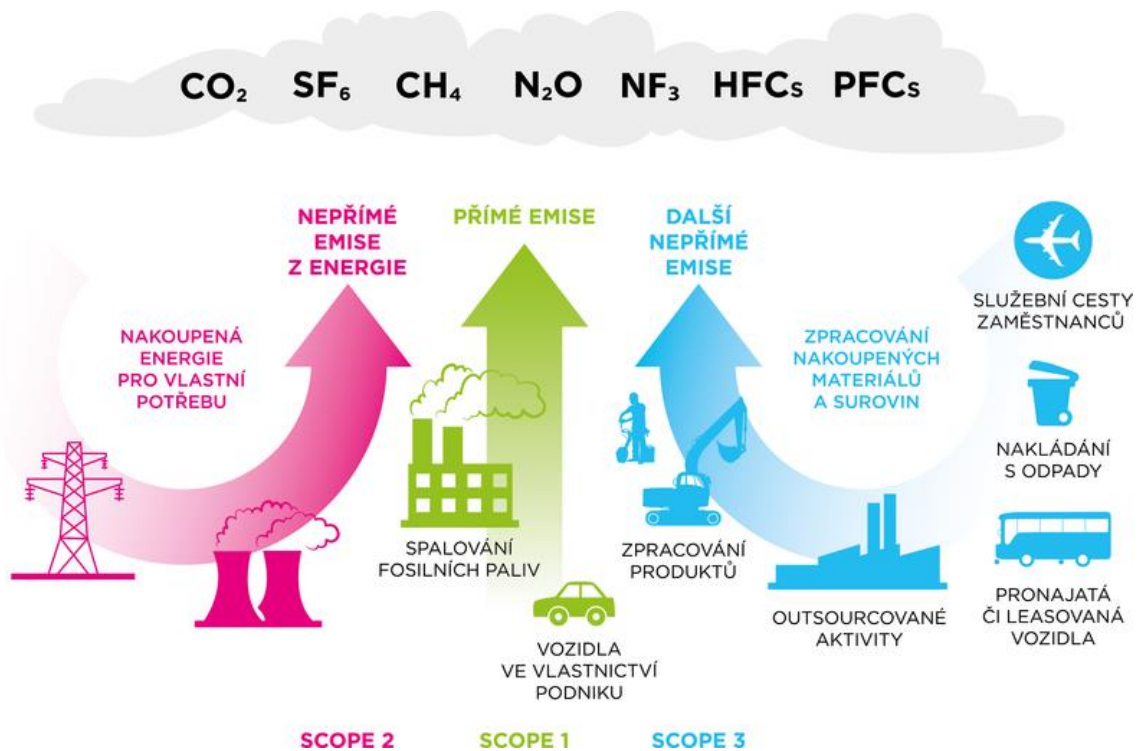 CO₂ SF₆ CH₄ N₂O NF₃ HFCs PFCs
NEPŘÍMÉ
EMISE
Z ENERGIE
PŘÍMÉ EMISE
DALŠÍ
NEPŘÍMÉ
EMISE
NAKOUPENÁ
ENERGIE
PRO VLASTNÍ
POTŘEBU
ZPRACOVÁNÍ
NAKOUPENÝCH
MATERIÁLŮ
A SUROVIN
SLUŽEBNÍ CESTY
ZAMĚSTNANCŮ
NAKLÁDÁNÍ
S ODPADY
SPALOVÁNÍ
FOSILNÍCH PALIV
ZPRACOVÁNÍ
PRODUKTŮ
OUTSOURCOVANÉ
AKTIVITY
PRONAJATÁ
ČI LEASOVANÁ
VOZIDLA
VOZIDLA
VE VLASTNICTVÍ
PODNIKU
SCOPE 2 SCOPE 1 SCOPE 3